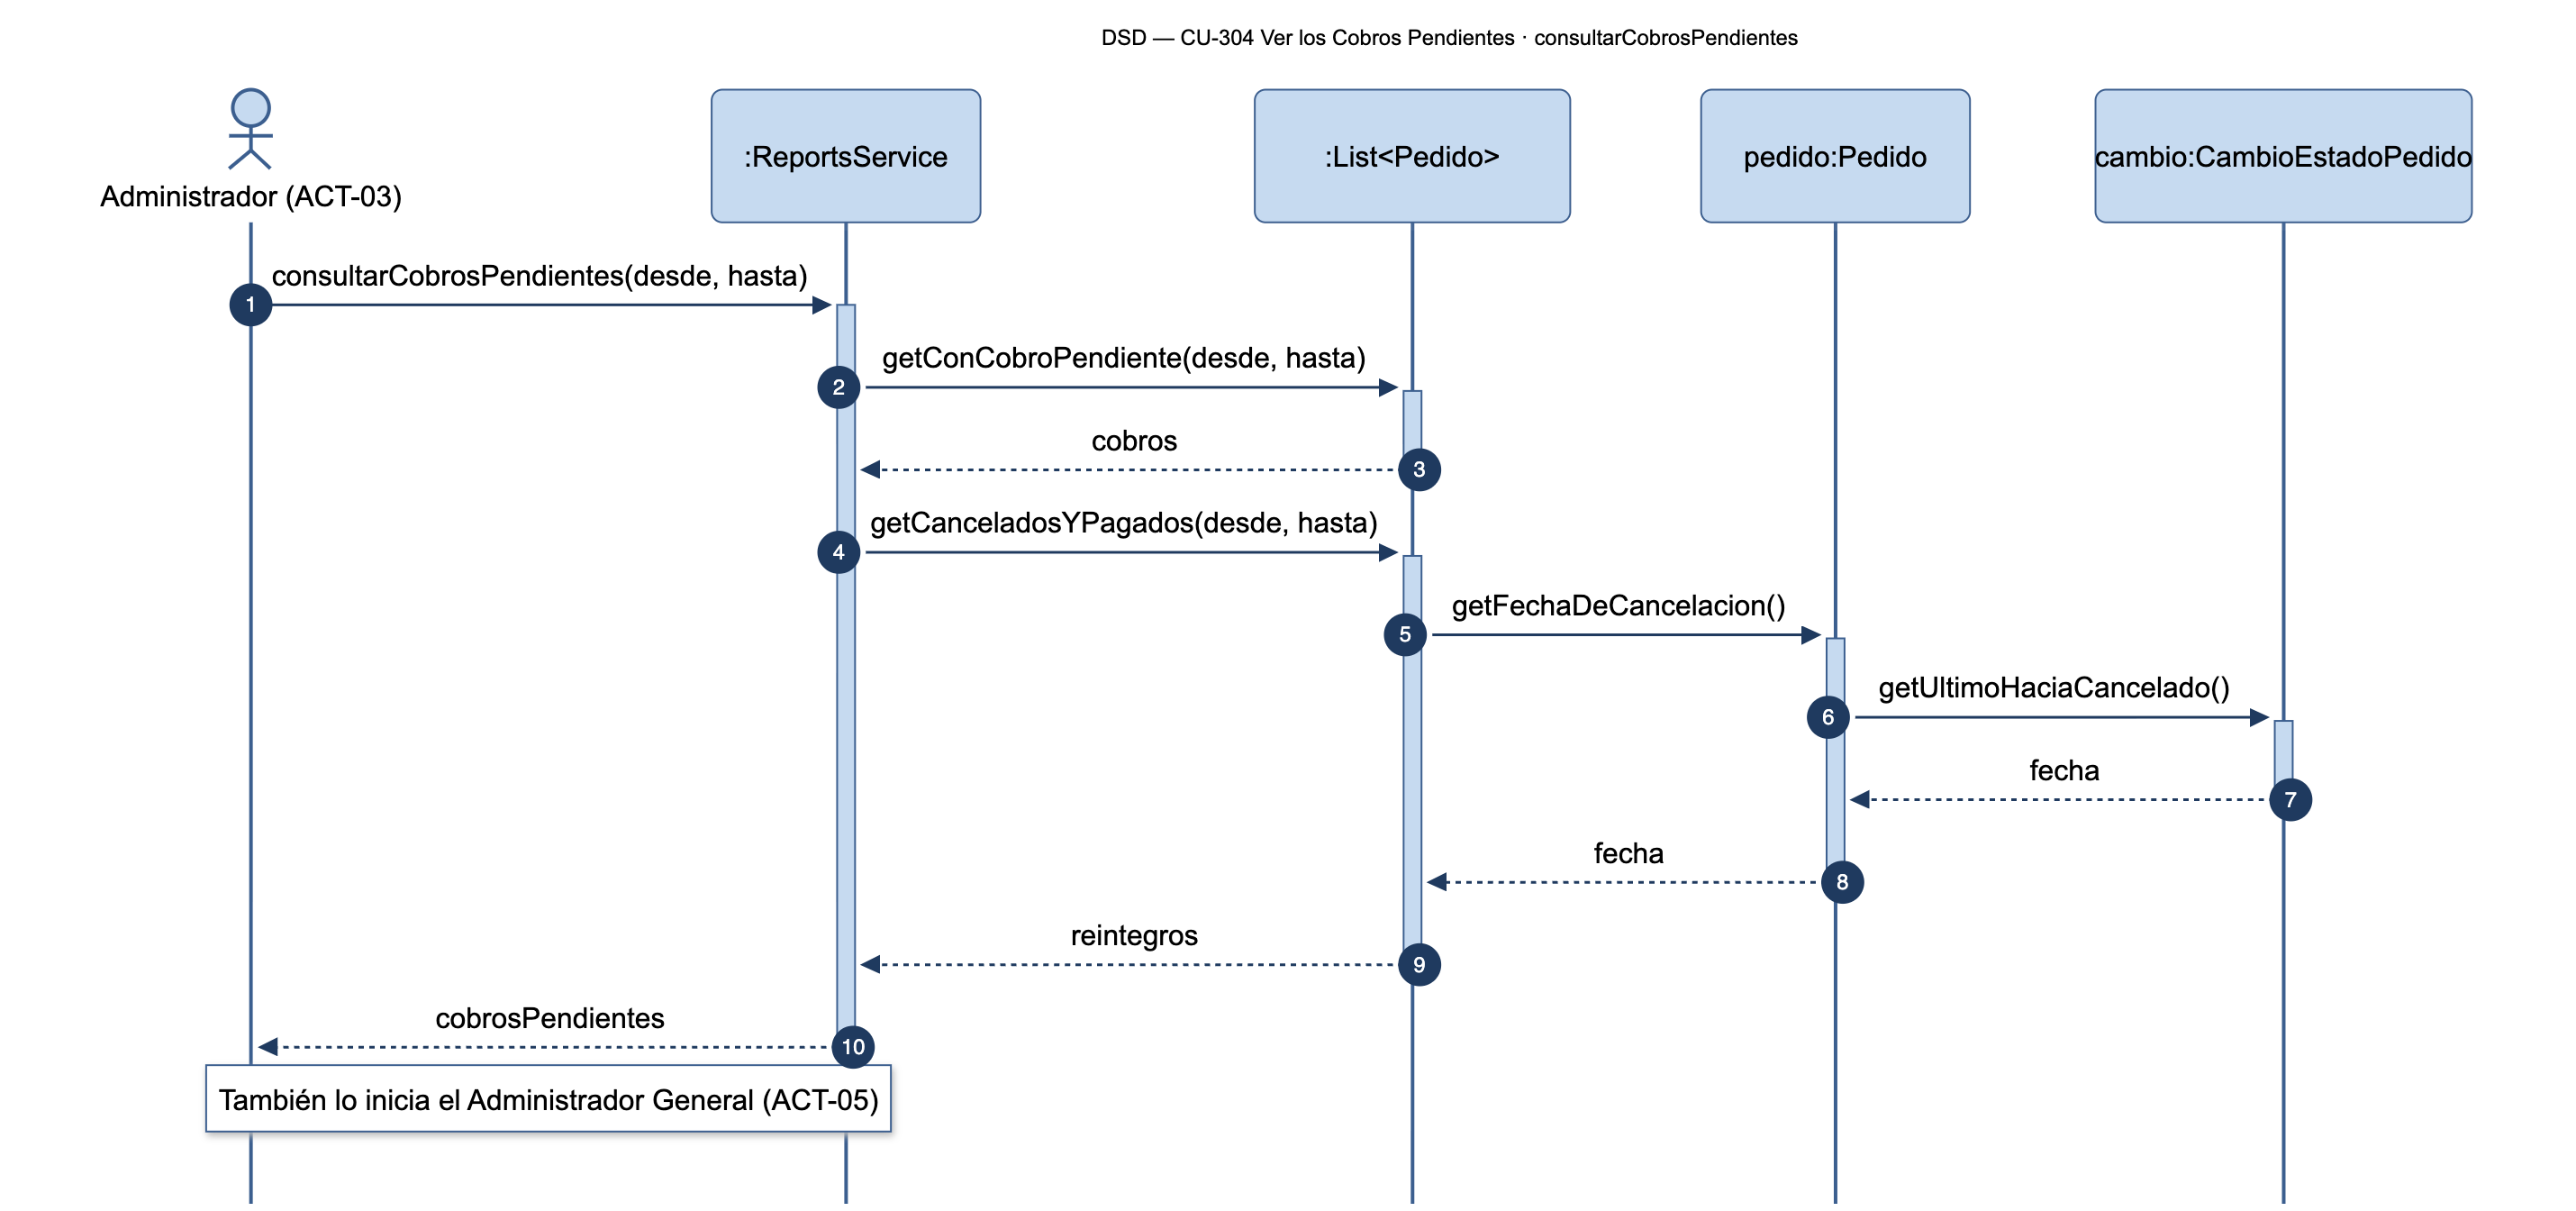 DSD — CU-304 Ver los Cobros Pendientes · consultarCobrosPendientes
Administrador (ACT-03)
:ReportsService
:List<Pedido>
pedido:Pedido
cambio:CambioEstadoPedido
consultarCobrosPendientes(desde, hasta)
1
getConCobroPendiente(desde, hasta)
2
cobros
3
getCanceladosYPagados(desde, hasta)
4
getFechaDeCancelacion()
5
getUltimoHaciaCancelado()
6
fecha
7
fecha
8
reintegros
9
cobrosPendientes
10
También lo inicia el Administrador General (ACT-05)